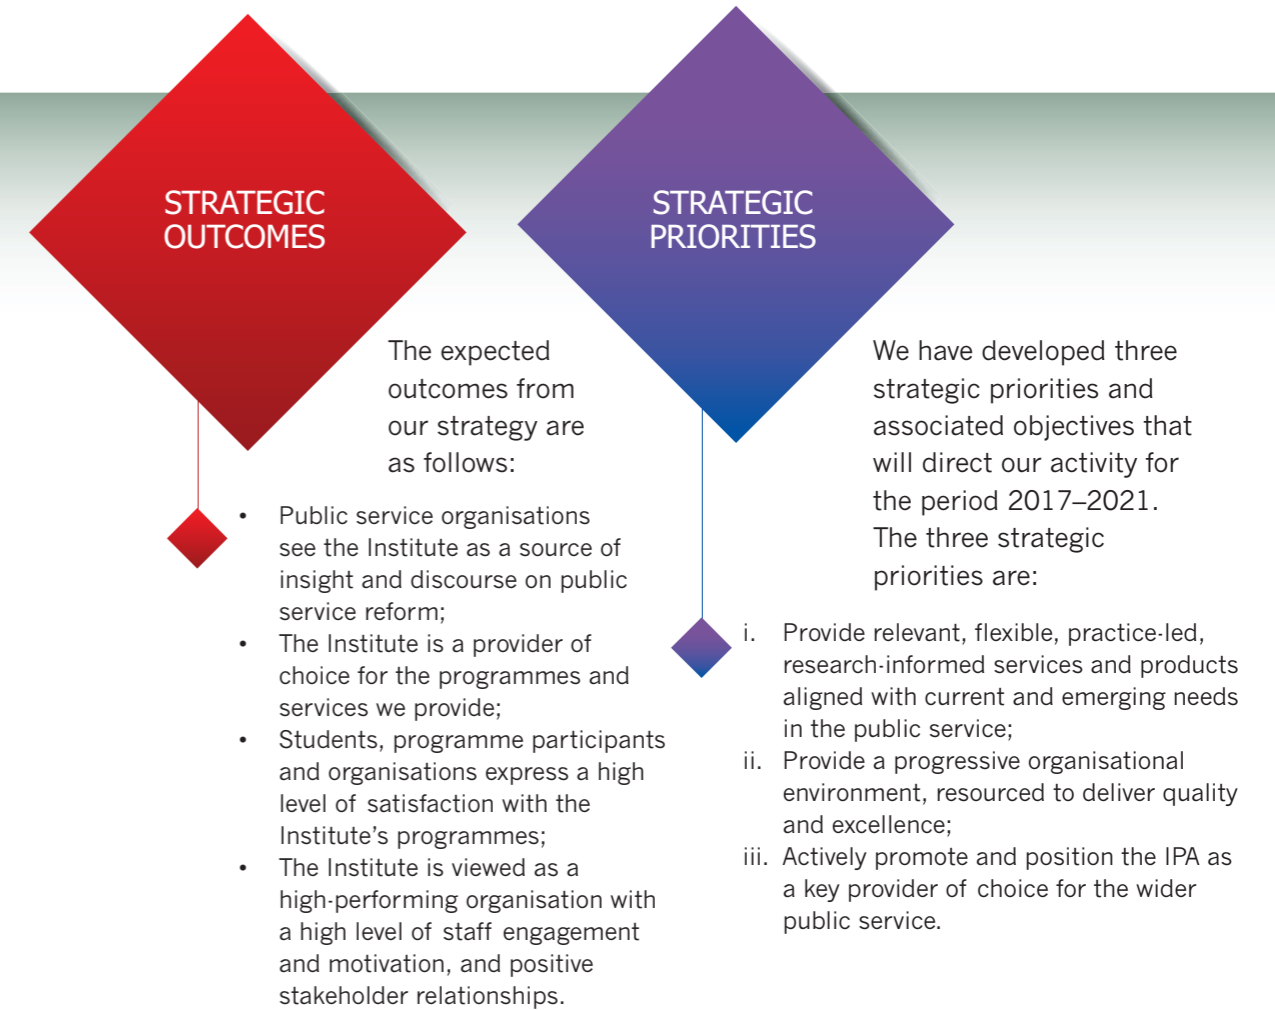 STRATEGIC
OUTCOMES
The expected
outcomes from
our strategy are
as follows:
• Public service organisations
see the Institute as a source of
insight and discourse on public
service reform;
• The Institute is a provider of
choice for the programmes and
services we provide;
• Students, programme participants
and organisations express a high
level of satisfaction with the
Institute’s programmes;
• The Institute is viewed as a
high-performing organisation with
a high level of staff engagement
and motivation, and positive
stakeholder relationships.
STRATEGIC
PRIORITIES
We have developed three
strategic priorities and
associated objectives that
will direct our activity for
the period 2017–2021.
The three strategic
priorities are:
i. Provide relevant, flexible, practice-led,
research-informed services and products
aligned with current and emerging needs
in the public service;
ii. Provide a progressive organisational
environment, resourced to deliver quality
and excellence;
iii. Actively promote and position the IPA as
a key provider of choice for the wider
public service.